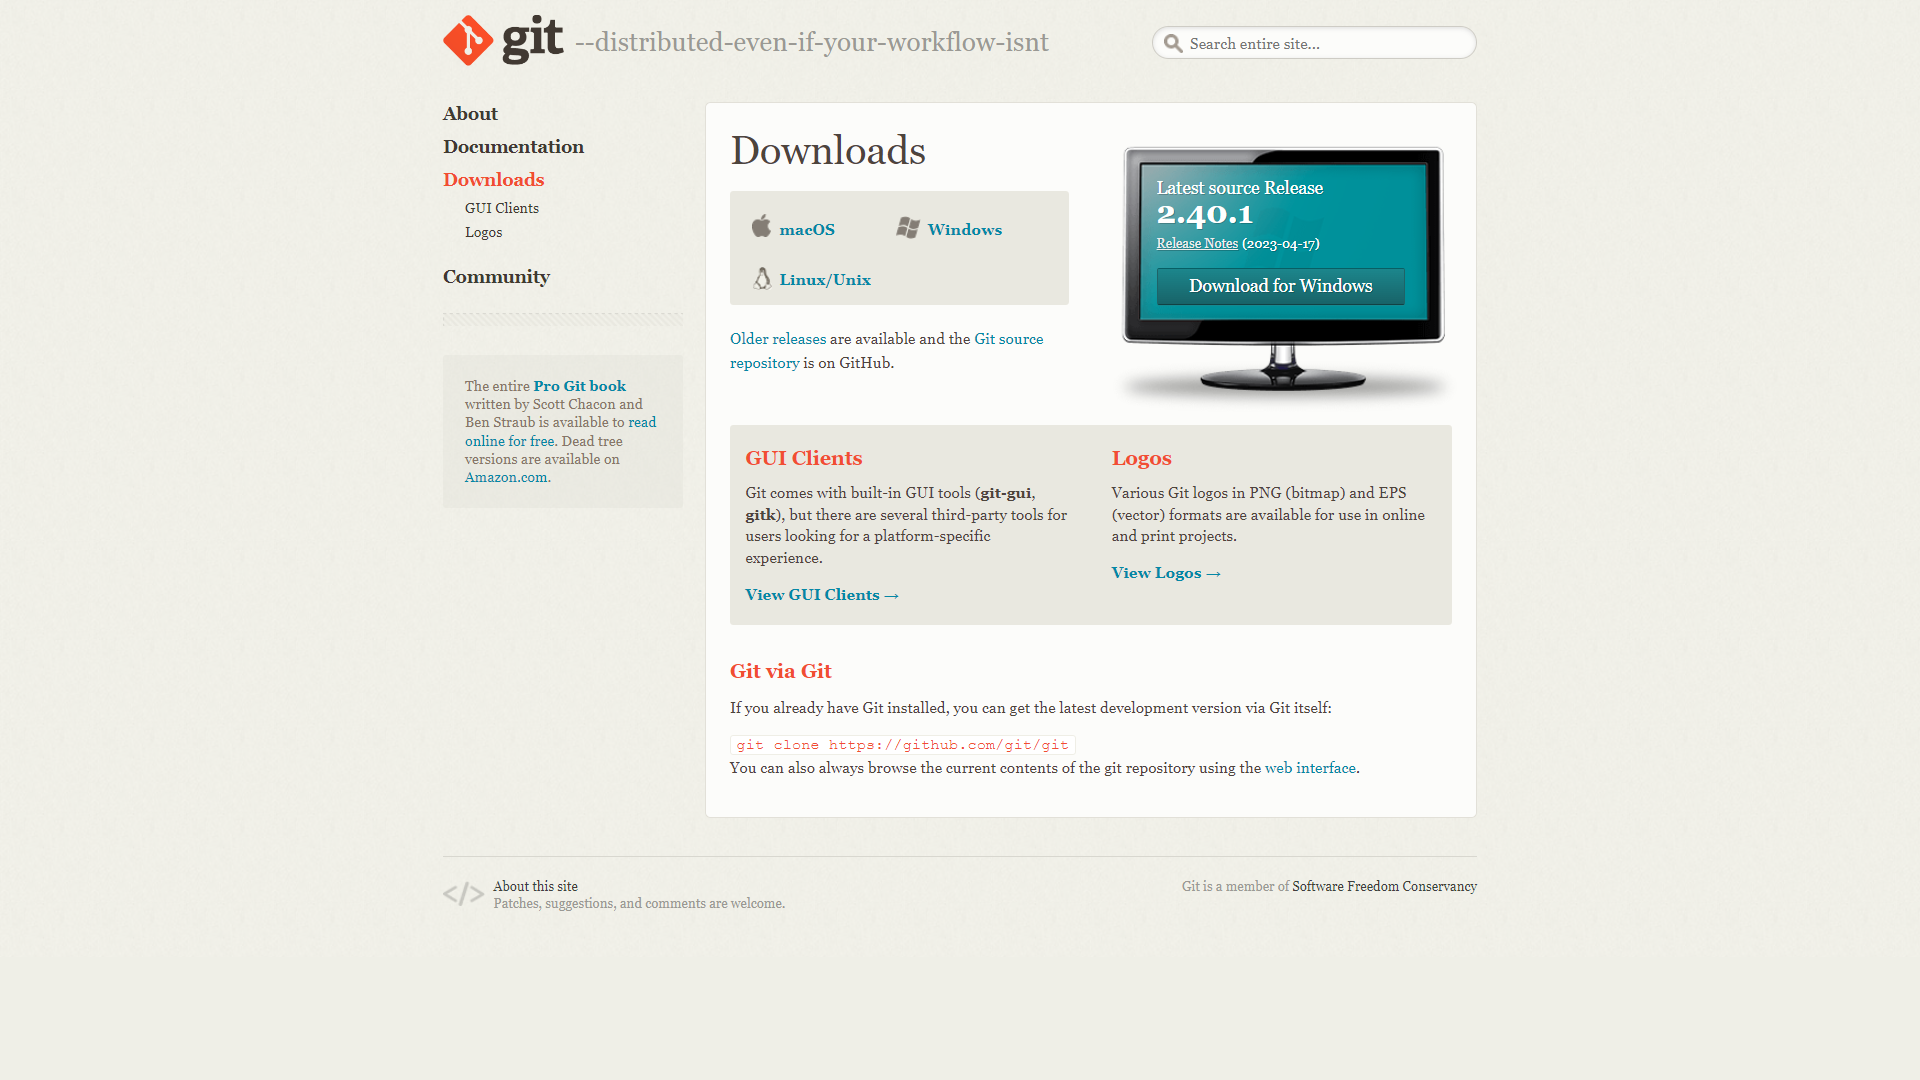 git --distributed-even-if-your-workflow-isnt
Search entire site...
About
Documentation
Downloads
GUI Clients
Logos
Community
The entire Pro Git book
written by Scott Chacon and
Ben Straub is available to read
online for free. Dead tree
versions are available on
Amazon.com.
Downloads
macOS
Windows
Linux/Unix
Older releases are available and the Git source
repository is on GitHub.
Latest source Release
2.40.1
Release Notes (2023-04-17)
Download for Windows
GUI Clients
Git comes with built-in GUI tools (git-gui,
gitk), but there are several third-party tools for
users looking for a platform-specific
experience.
View GUI Clients →
Logos
Various Git logos in PNG (bitmap) and EPS
(vector) formats are available for use in online
and print projects.
View Logos →
Git via Git
If you already have Git installed, you can get the latest development version via Git itself:
git clone https://github.com/git/git
You can also always browse the current contents of the git repository using the web interface.
</> About this site
Patches, suggestions, and comments are welcome.
Git is a member of Software Freedom Conservancy